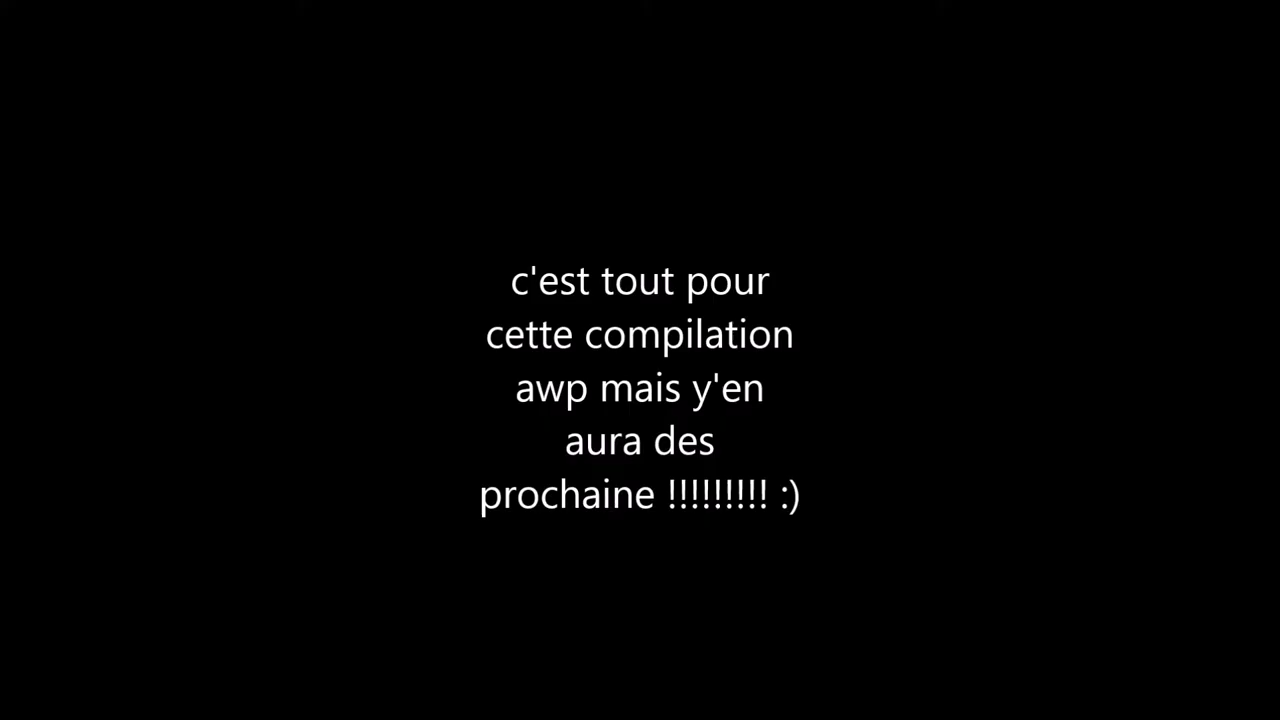 c'est tout pour
cette compilation
awp mais y'en
aura des
prochaine !!!!!!!!! :)